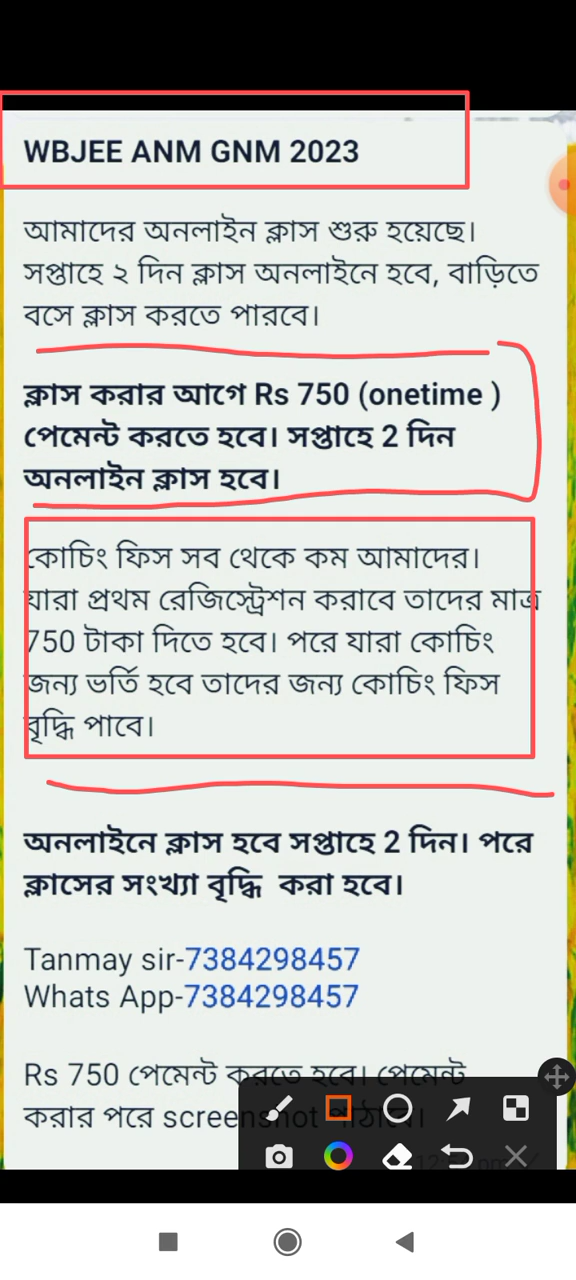 WBJEE ANM GNM 2023
আমাদের অনলাইন ক্লাস শুরু হয়েছে।
সপ্তাহে ২ দিন ক্লাস অনলাইনে হবে, বাড়িতে
বসে ক্লাস করতে পারবে।
ক্লাস করার আগে Rs 750 (onetime )
পেমেন্ট করতে হবে। সপ্তাহে 2 দিন
অনলাইন ক্লাস হবে।
কোচিং ফিস সব থেকে কম আমাদের।
যারা প্রথম রেজিস্ট্রেশন করাবে তাদের মাত্র
750 টাকা দিতে হবে। পরে যারা কোচিং
জন্য ভর্তি হবে তাদের জন্য কোচিং ফিস
বৃদ্ধি পাবে।
অনলাইনে ক্লাস হবে সপ্তাহে 2 দিন। পরে
ক্লাসের সংখ্যা বৃদ্ধি  করা হবে।
Tanmay sir-7384298457
Whats App-7384298457
Rs 750 পেমেন্ট করতে হবে। পেমেন্ট
করার পরে screenshot পাঠাবে।